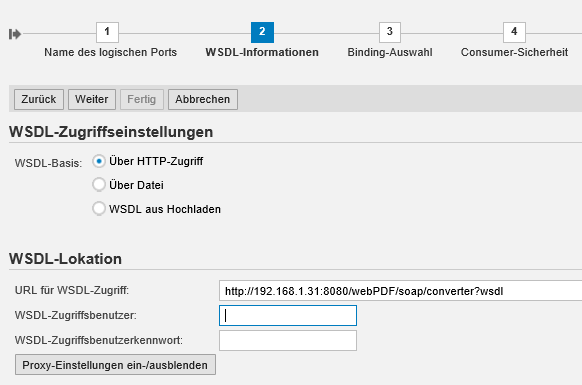 1 2 3 4
Name des logischen Ports WSDL-Informationen Binding-Auswahl Consumer-Sicherheit
Zurück Weiter Fertig Abbrechen
WSDL-Zugriffseinstellungen
WSDL-Basis: Über HTTP-Zugriff
Über Datei
WSDL aus Hochladen
WSDL-Lokation
URL für WSDL-Zugriff: http://192.168.1.31:8080/webPDF/soap/converter?wsdl
WSDL-Zugriffsbenutzer:
WSDL-Zugriffsbenutzerkennwort:
Proxy-Einstellungen ein-/ausblenden